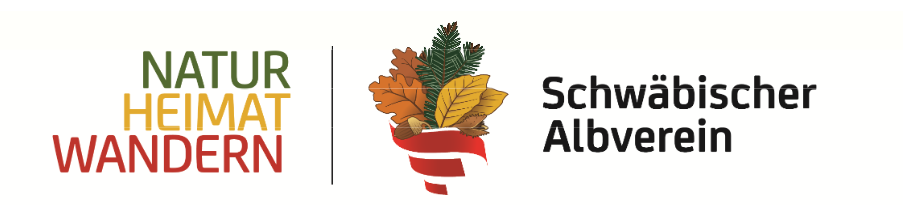 NATUR
HEIMAT
WANDERN
Schwäbischer
Albverein